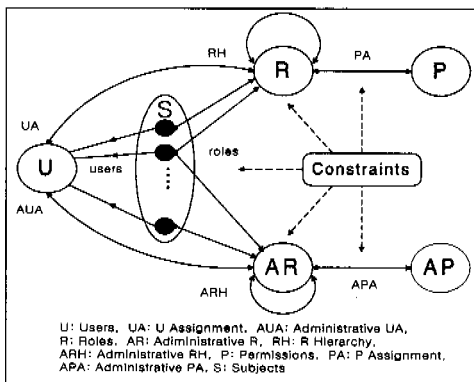 RH
PA
R
P
S
UA
roles
U
users
Constraints
AUA
AR
AP
ARH
APA
U: Users, UA: U Assignment, AUA: Administrative UA,
R: Roles, AR: Adiministrative R, RH: R Hierarchy,
ARH: Administrative RH, P: Permissions, PA: P Assignment,
APA: Administrative PA, S: Subjects